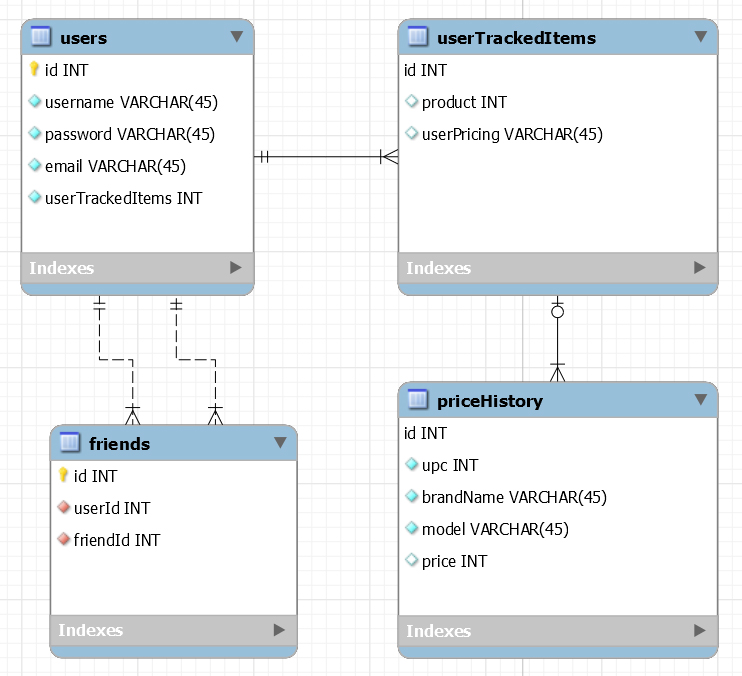 users
id INT
username VARCHAR(45)
password VARCHAR(45)
email VARCHAR(45)
userTrackedItems INT
Indexes
userTrackedItems
id INT
product INT
userPricing VARCHAR(45)
Indexes
friends
id INT
userId INT
friendId INT
Indexes
priceHistory
id INT
upc INT
brandName VARCHAR(45)
model VARCHAR(45)
price INT
Indexes